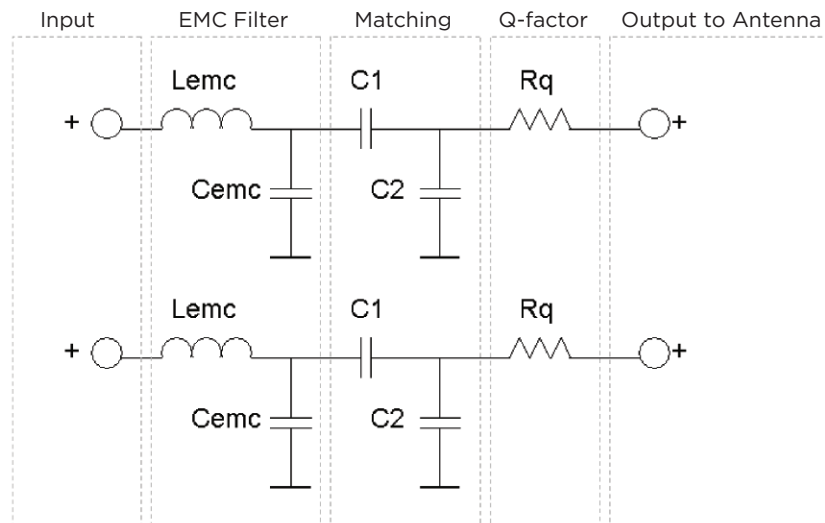 Input EMC Filter Matching Q-factor Output to Antenna
Lemc C1 Rq
+ +
Cemc C2
Lemc C1 Rq
+ +
Cemc C2